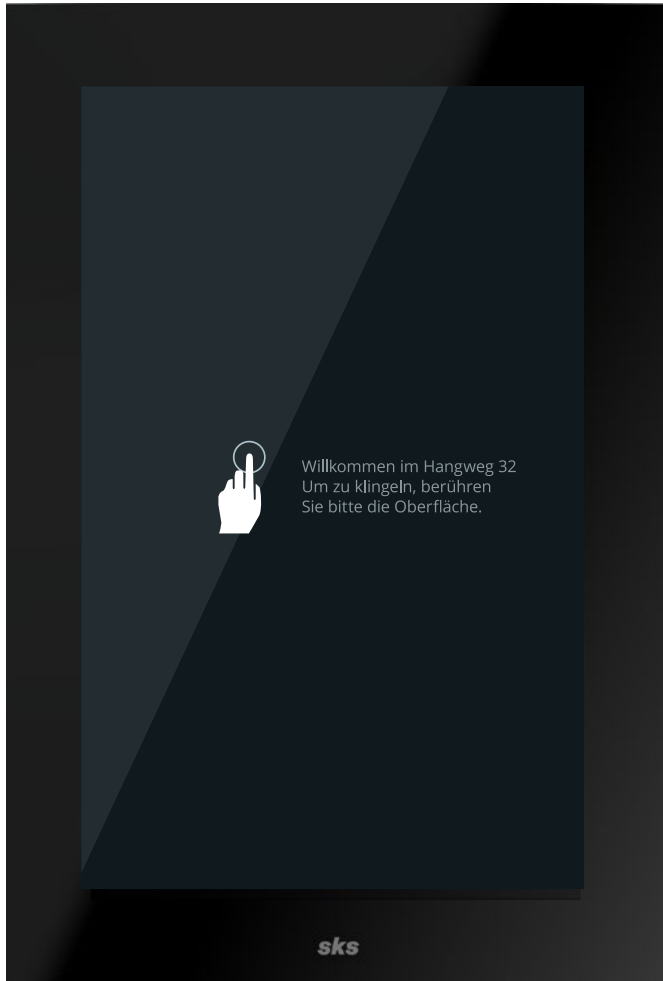 Willkommen im Hangweg 32
Um zu klingeln, berühren
Sie bitte die Oberfläche.
sks